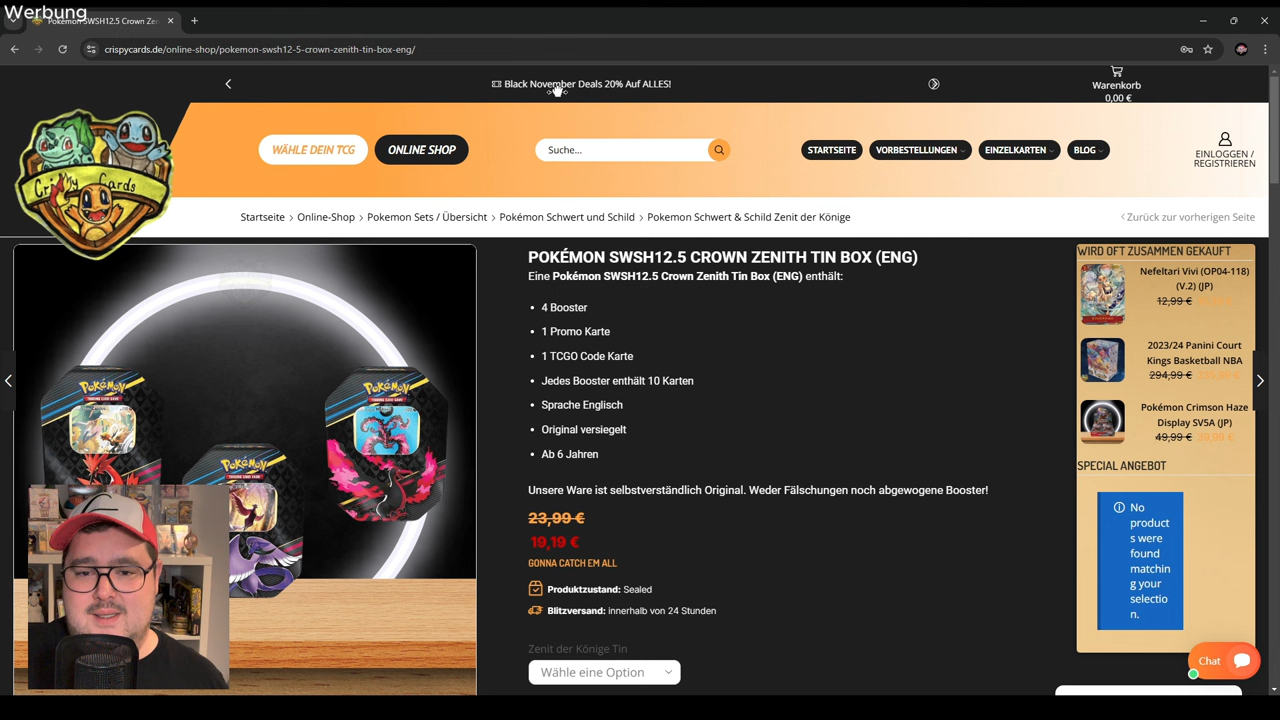 Werbung
Pokémon SWSH12.5 Crown Zen
crispycards.de/online-shop/pokemon-swsh12-5-crown-zenith-tin-box-eng/
Black November Deals 20% Auf ALLES!
Warenkorb
0,00 €
Crispy Cards
WÄHLE DEIN TCG
ONLINE SHOP
Suche...
STARTSEITE
VORBESTELLUNGEN
EINZELKARTEN
BLOG
EINLOGGEN /
REGISTRIEREN
Startseite > Online-Shop > Pokemon Sets / Übersicht > Pokémon Schwert und Schild > Pokemon Schwert & Schild Zenit der Könige
< Zurück zur vorherigen Seite
POKÉMON SWSH12.5 CROWN ZENITH TIN BOX (ENG)
Eine Pokémon SWSH12.5 Crown Zenith Tin Box (ENG) enthält:
• 4 Booster
• 1 Promo Karte
• 1 TCGO Code Karte
• Jedes Booster enthält 10 Karten
• Sprache Englisch
• Original versiegelt
• Ab 6 Jahren
Unsere Ware ist selbstverständlich Original. Weder Fälschungen noch abgewogene Booster!
23,99 €
19,19 €
GONNA CATCH EM ALL
Produktzustand: Sealed
Blitzversand: innerhalb von 24 Stunden
Zenit der Könige Tin
Wähle eine Option
WIRD OFT ZUSAMMEN GEKAUFT
Nefeltari Vivi (OP04-118)
(V.2) (JP)
12,99 €
2023/24 Panini Court
Kings Basketball NBA
294,99 €
Pokémon Crimson Haze
Display SV5A (JP)
49,99 € 39,99 €
SPECIAL ANGEBOT
No
product
s were
found
matchin
g your
selectio
n.
Chat
Pokémon
Pokémon
Pokémon